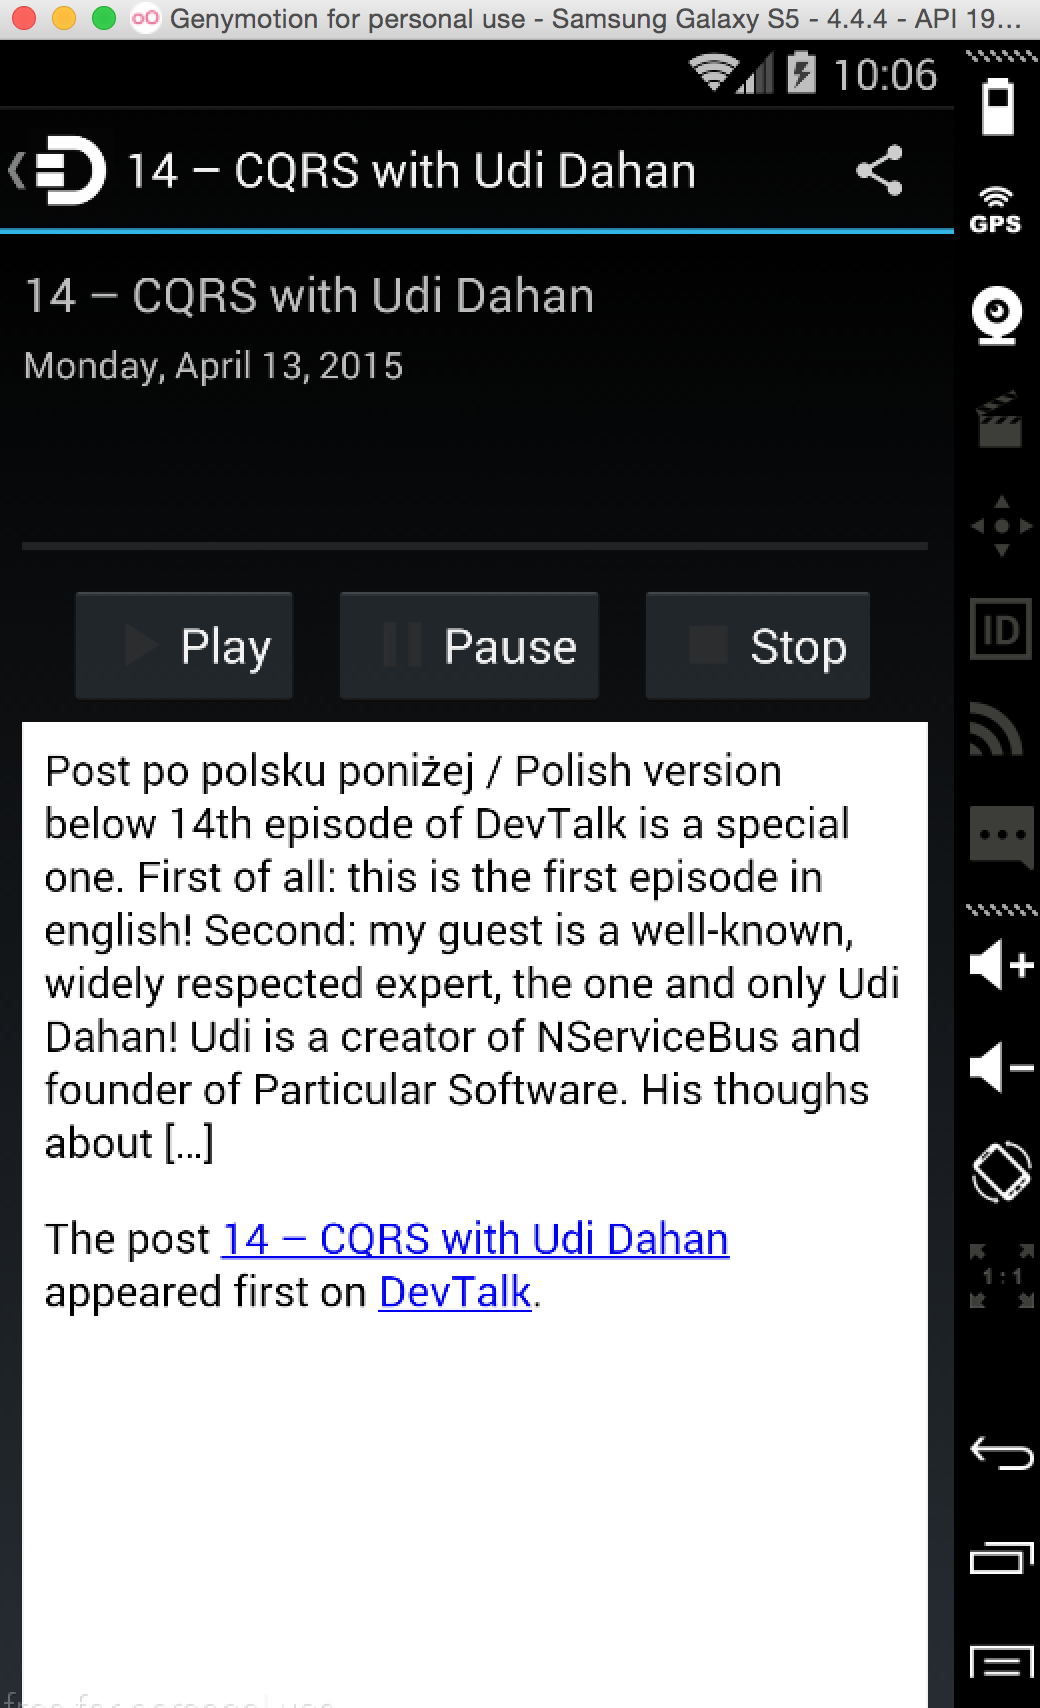 Genymotion for personal use - Samsung Galaxy S5 - 4.4.4 - API 19...
10:06
14 – CQRS with Udi Dahan
GPS
14 – CQRS with Udi Dahan
Monday, April 13, 2015
ID
Play
Pause
Stop
Post po polsku poniżej / Polish version
below 14th episode of DevTalk is a special
one. First of all: this is the first episode in
english! Second: my guest is a well-known,
widely respected expert, the one and only Udi
Dahan! Udi is a creator of NServiceBus and
founder of Particular Software. His thoughs
about [...]
The post 14 – CQRS with Udi Dahan
1:1
appeared first on DevTalk.
free for personal use